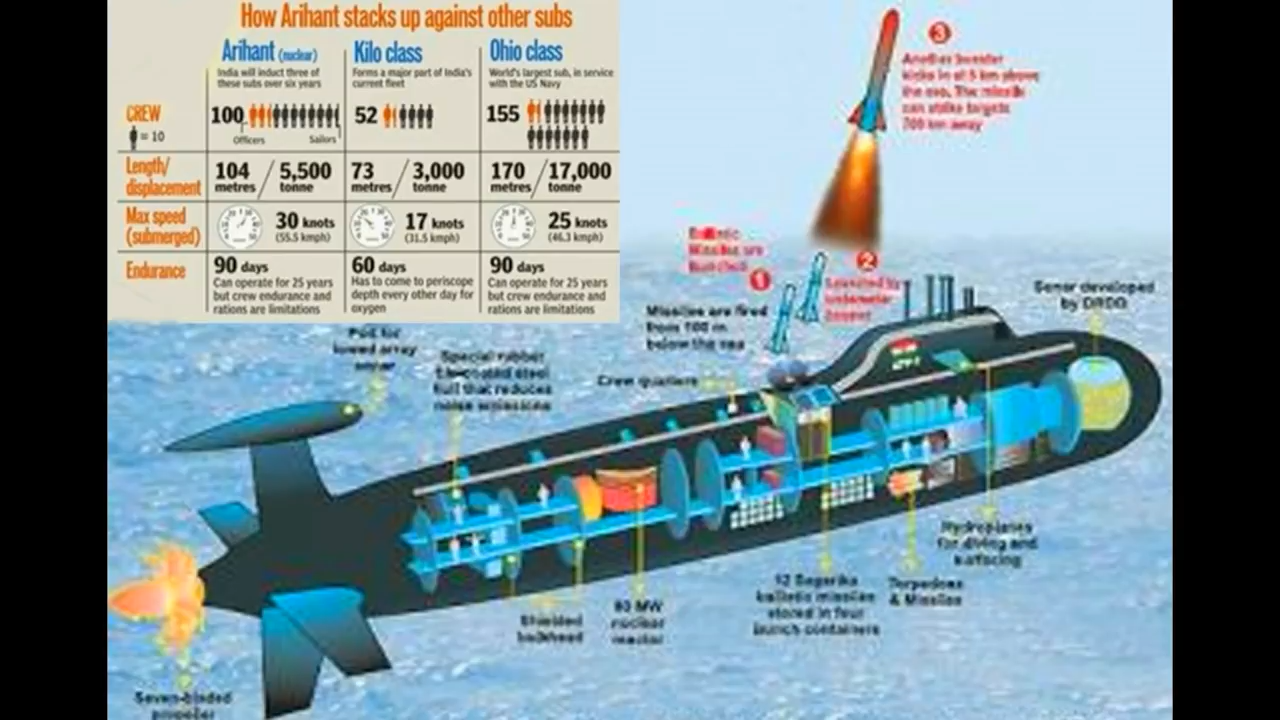 How Arihant stacks up against other subs
Arihant (nuclear)
India will induct three of
these subs over six years
Kilo class
Forms a major part of India's
current fleet
Ohio class
World's largest sub, in service
with the US Navy
CREW
= 10
100
Officers
Sailors
52
155
Length/
displacement
104
metres
5,500
tonne
73
metres
3,000
tonne
170
metres
17,000
tonne
Max speed
(submerged)
30 knots
(55.5 kmph)
17 knots
(31.5 kmph)
25 knots
(46.3 kmph)
Endurance
90 days
Can operate for 25 years
but crew endurance and
rations are limitations
60 days
Has to come to periscope
depth every other day for
oxygen
90 days
Can operate for 25 years
but crew endurance and
rations are limitations
3
Another booster
kicks in at 5 km above
the sea. The missile
can strike targets
700 km away
Ballistic
Missiles are
1
2
Missiles are fired
from 100 m
below the sea
Sonar developed
by DRDO
Crew quarters
Special rubber
steel
hull that reduces
noise emissions
Hydroplanes
for diving and
surfacing
Torpedoes
& Missiles
12 Sagarika
ballistic missiles
stored in four
launch containers
80 MW
nuclear
reactor
Shielded
bulkhead
Seven-bladed
propeller